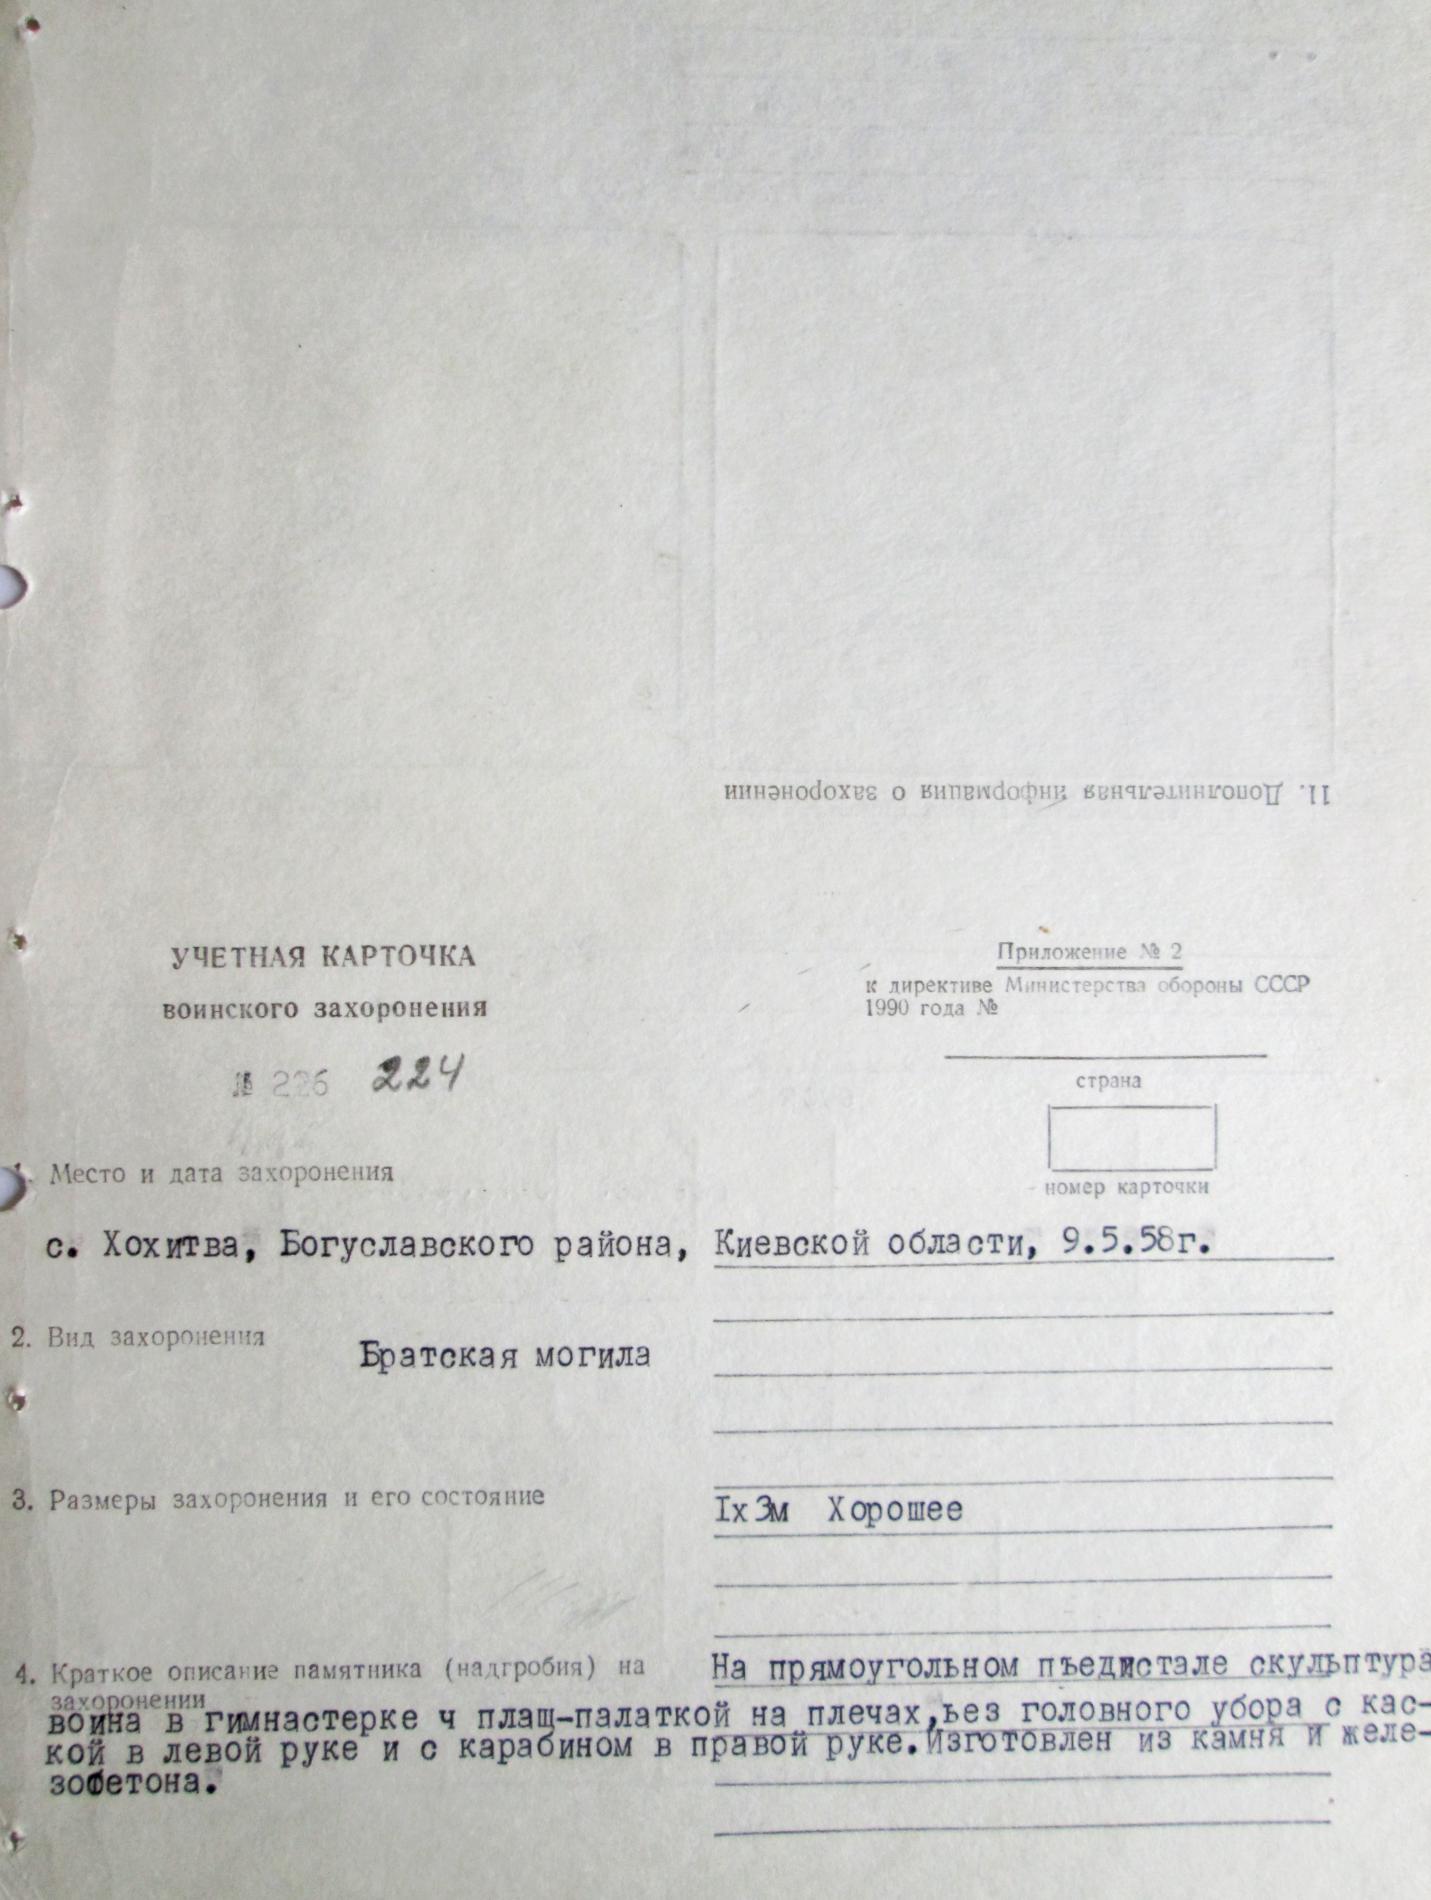 11. Дополнительная информация о захоронении
УЧЕТНАЯ КАРТОЧКА
воинского захоронения
№ 226 224
Приложение № 2
к директиве Министерства обороны СССР
1990 года №
страна
номер карточки
1. Место и дата захоронения
с. Хохитва, Богуславского района, Киевской области, 9.5.58г.
2. Вид захоронения
Братская могила
3. Размеры захоронения и его состояние
Iх3м Хорошее
4. Краткое описание памятника (надгробия) на
захоронении
На прямоугольном пъедистале скульптура
воина в гимнастерке ч плащ-палаткой на плечах,ьез головного убора с кас-
кой в левой руке и с карабином в правой руке.Изготовлен из камня и желе-
зобетона.